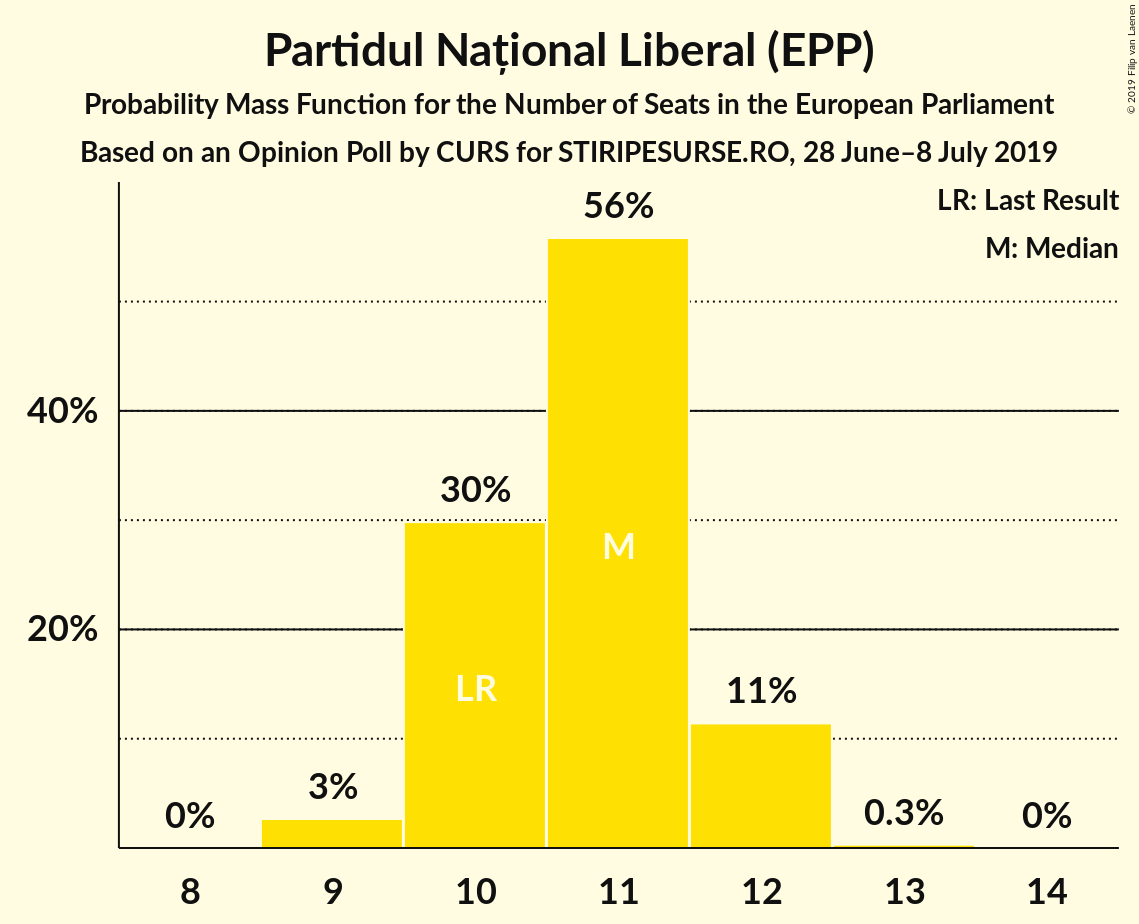 Partidul Național Liberal (EPP)
Probability Mass Function for the Number of Seats in the European Parliament
Based on an Opinion Poll by CURS for STIRIPESURSE.RO, 28 June–8 July 2019
© 2019 Filip van Laenen
LR: Last Result
M: Median
56%
40%
30%
M
20%
LR
11%
3%
0%
0.3%
0%
8 9 10 11 12 13 14